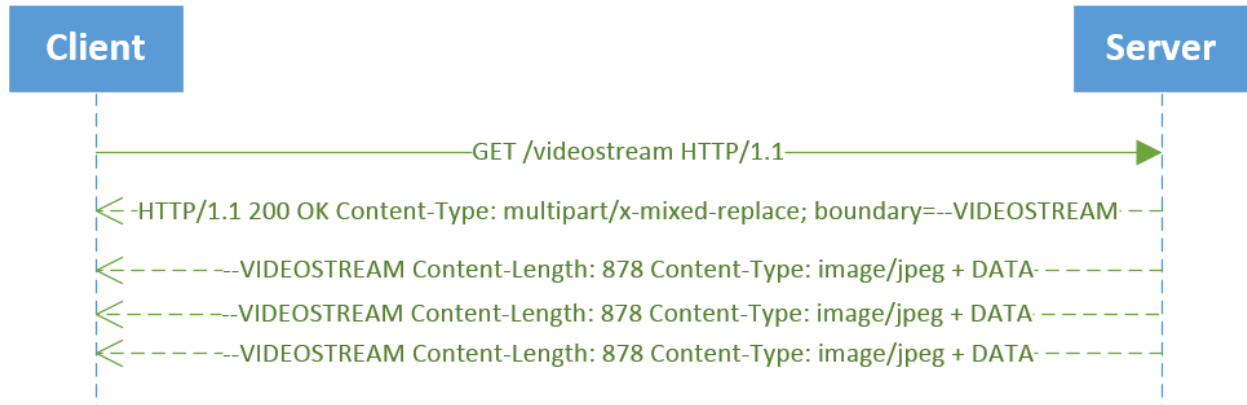 Client
Server
GET /videostream HTTP/1.1
HTTP/1.1 200 OK Content-Type: multipart/x-mixed-replace; boundary=--VIDEOSTREAM
--VIDEOSTREAM Content-Length: 878 Content-Type: image/jpeg + DATA
--VIDEOSTREAM Content-Length: 878 Content-Type: image/jpeg + DATA
--VIDEOSTREAM Content-Length: 878 Content-Type: image/jpeg + DATA